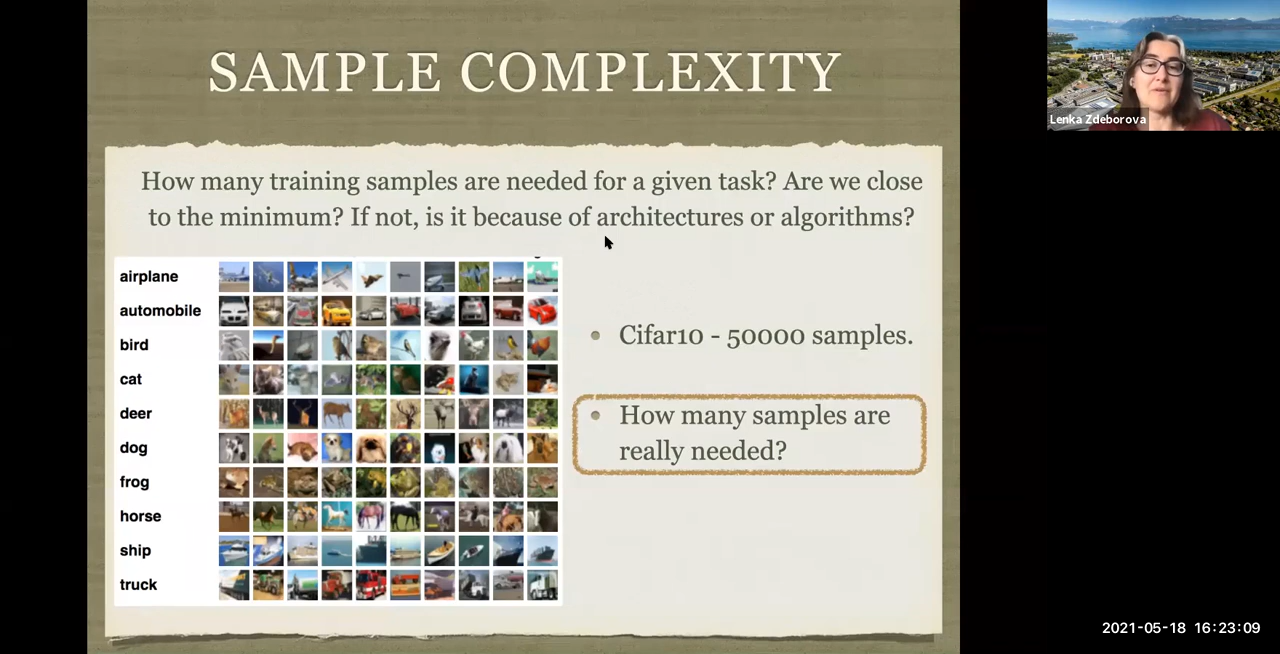 SAMPLE COMPLEXITY
How many training samples are needed for a given task? Are we close
to the minimum? If not, is it because of architectures or algorithms?
airplane
automobile
bird
cat
deer
dog
frog
horse
ship
truck
• Cifar10 - 50000 samples.
• How many samples are
really needed?
Lenka Zdeborova
2021-05-18 16:23:09